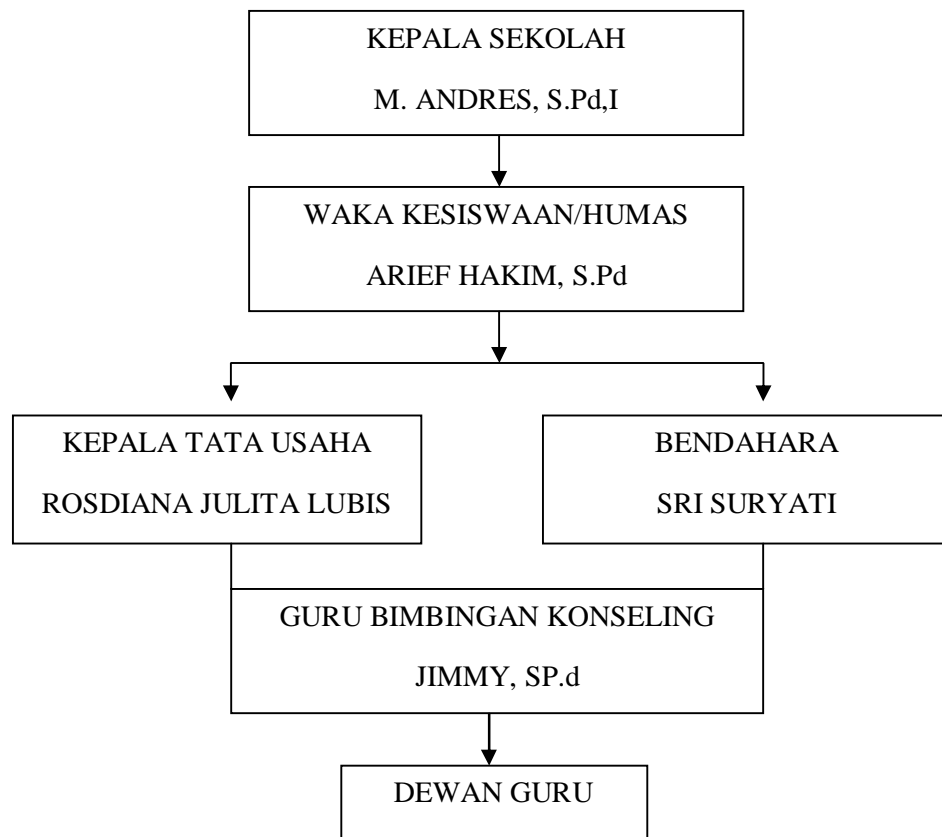 KEPALA SEKOLAH
M. ANDRES, S.Pd,I
WAKA KESISWAAN/HUMAS
ARIEF HAKIM, S.Pd
KEPALA TATA USAHA
ROSDIANA JULITA LUBIS
BENDAHARA
SRI SURYATI
GURU BIMBINGAN KONSELING
JIMMY, SP.d
DEWAN GURU